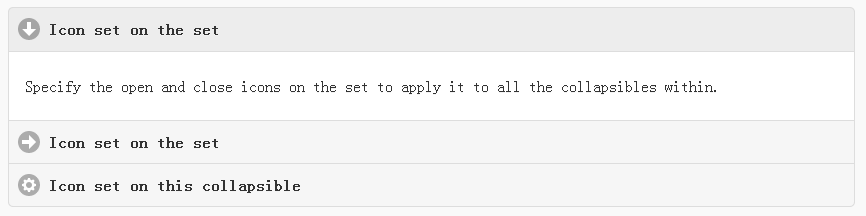 Icon set on the set
Specify the open and close icons on the set to apply it to all the collapsibles within.
Icon set on the set
Icon set on this collapsible